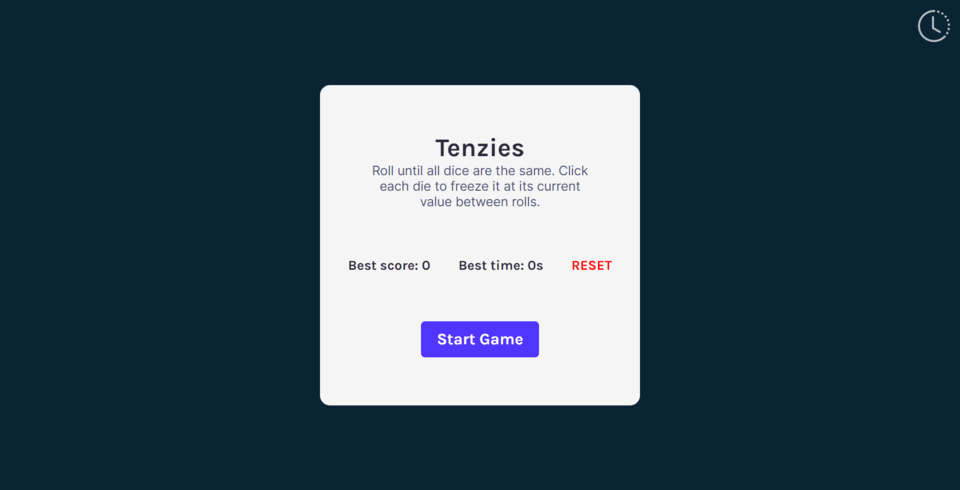 Tenzies
Roll until all dice are the same. Click
each die to freeze it at its current
value between rolls.
Best score: 0 Best time: 0s RESET
Start Game